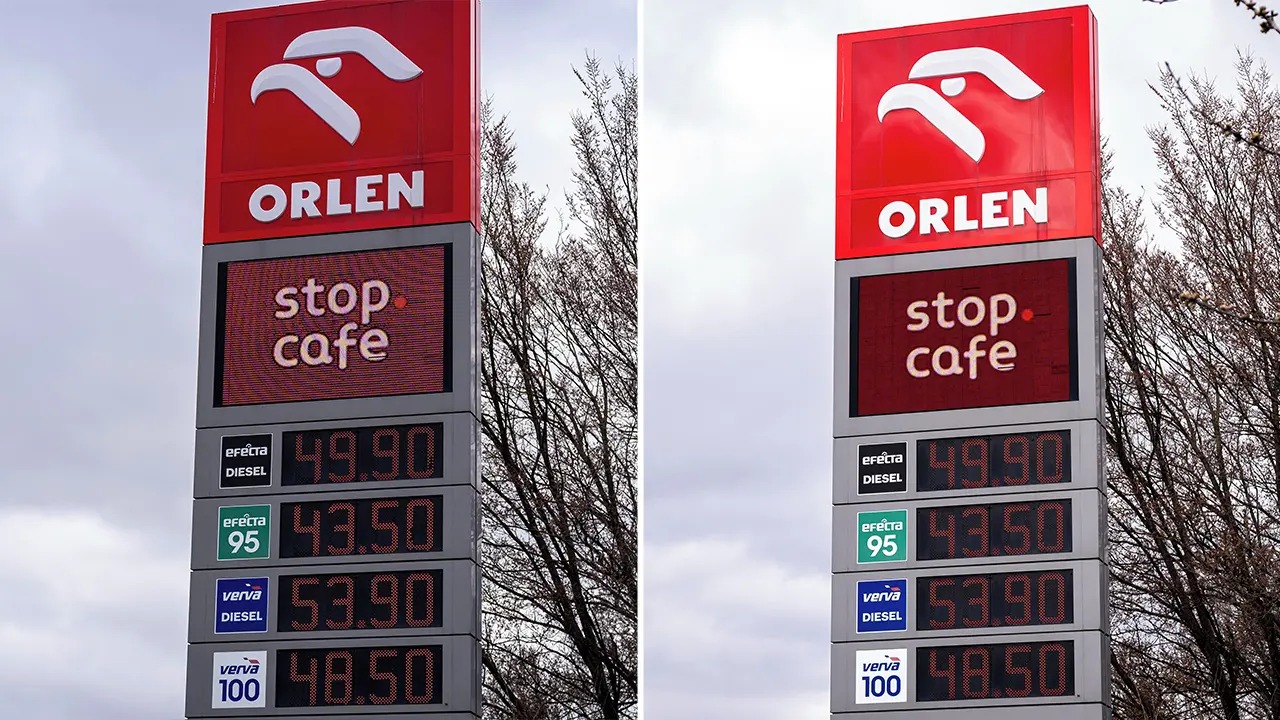 ORLEN
stop.
cafe
efecta
DIESEL
49.90
efecta
95
43.50
verva
DIESEL
53.90
verva
100
48.50
ORLEN
stop.
cafe
efecta
DIESEL
49.90
efecta
95
43.50
verva
DIESEL
53.90
verva
100
48.50